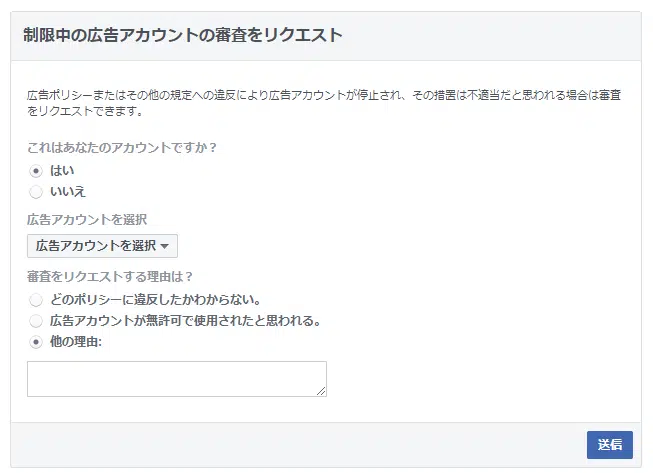 制限中の広告アカウントの審査をリクエスト
広告ポリシーまたはその他の規定への違反により広告アカウントが停止され、その措置は不適当だと思われる場合は審査
をリクエストできます。
これはあなたのアカウントですか？
はい
いいえ
広告アカウントを選択
広告アカウントを選択
審査をリクエストする理由は？
どのポリシーに違反したかわからない。
広告アカウントが無許可で使用されたと思われる。
他の理由:
送信